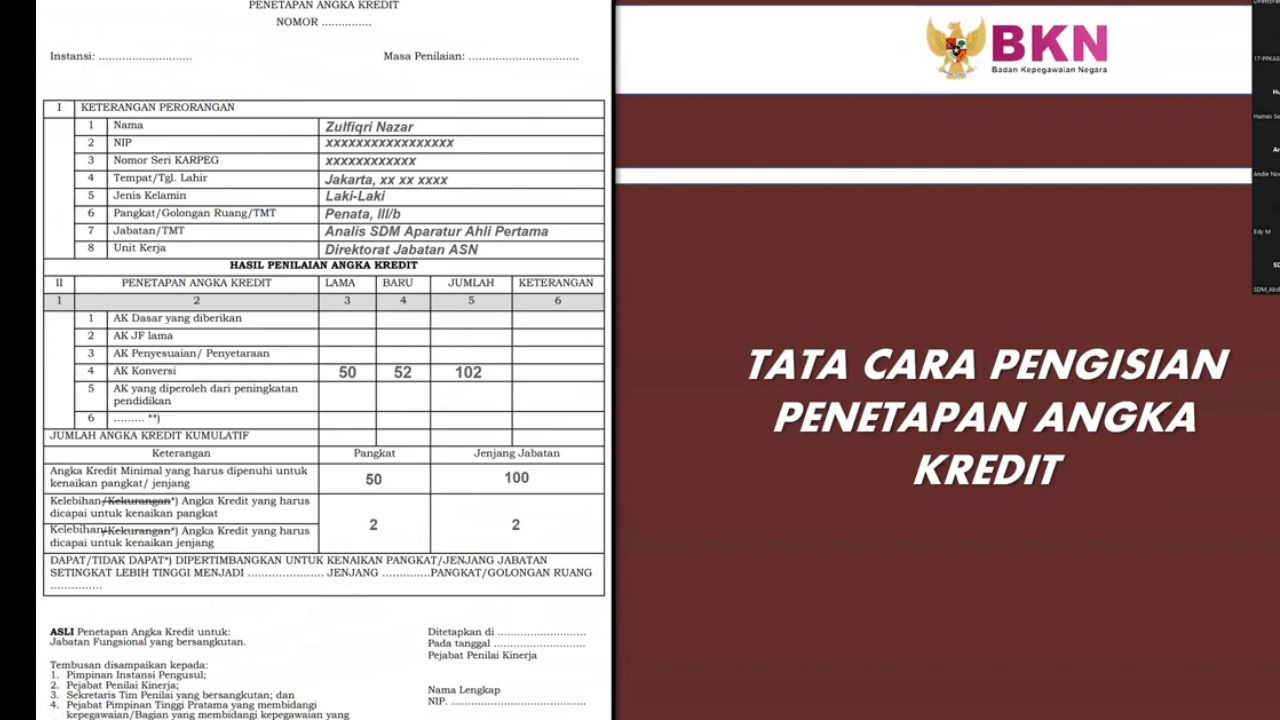 PENETAPAN ANGKA KREDIT
NOMOR ..............
Instansi: ............................
Masa Penilaian: .................................
I KETERANGAN PERORANGAN
1 Nama Zulfiqri Nazar
2 NIP xxxxxxxxxxxxxxxxxx
3 Nomor Seri KARPEG xxxxxxxxxxxx
4 Tempat/Tgl. Lahir Jakarta, xx xx xxxx
5 Jenis Kelamin Laki-Laki
6 Pangkat/Golongan Ruang/TMT Penata, III/b
7 Jabatan/TMT Analis SDM Aparatur Ahli Pertama
8 Unit Kerja Direktorat Jabatan ASN
HASIL PENILAIAN ANGKA KREDIT
II PENETAPAN ANGKA KREDIT LAMA BARU JUMLAH KETERANGAN
1 2 3 4 5 6
1 AK Dasar yang diberikan
2 AK JF lama
3 AK Penyesuaian/ Penyetaraan
4 AK Konversi 50 52 102
5 AK yang diperoleh dari peningkatan
pendidikan
6 ......... **)
JUMLAH ANGKA KREDIT KUMULATIF
Keterangan Pangkat Jenjang Jabatan
Angka Kredit Minimal yang harus dipenuhi untuk
kenaikan pangkat/ jenjang 50 100
Kelebihan/Kekurangan*) Angka Kredit yang harus
dicapai untuk kenaikan pangkat
2 2
Kelebihan/Kekurangan*) Angka Kredit yang harus
dicapai untuk kenaikan jenjang
DAPAT/TIDAK DAPAT*) DIPERTIMBANGKAN UNTUK KENAIKAN PANGKAT/JENJANG JABATAN
SETINGKAT LEBIH TINGGI MENJADI ...................... JENJANG ..............PANGKAT/GOLONGAN RUANG
...............
ASLI Penetapan Angka Kredit untuk:
Jabatan Fungsional yang bersangkutan.
Tembusan disampaikan kepada:
1. Pimpinan Instansi Pengusul;
2. Pejabat Penilai Kinerja;
3. Sekretaris Tim Penilai yang bersangkutan; dan
4. Pejabat Pimpinan Tinggi Pratama yang membidangi
kepegawaian/Bagian yang membidangi kepegawaian yang
Ditetapkan di ..........................
Pada tanggal ...........................
Pejabat Penilai Kinerja
Nama Lengkap
NIP. .......................................
BKN
Badan Kepegawaian Negara
TATA CARA PENGISIAN
PENETAPAN ANGKA
KREDIT
17-PPKAS
Hu
Humas Se
Andie No
Edy M